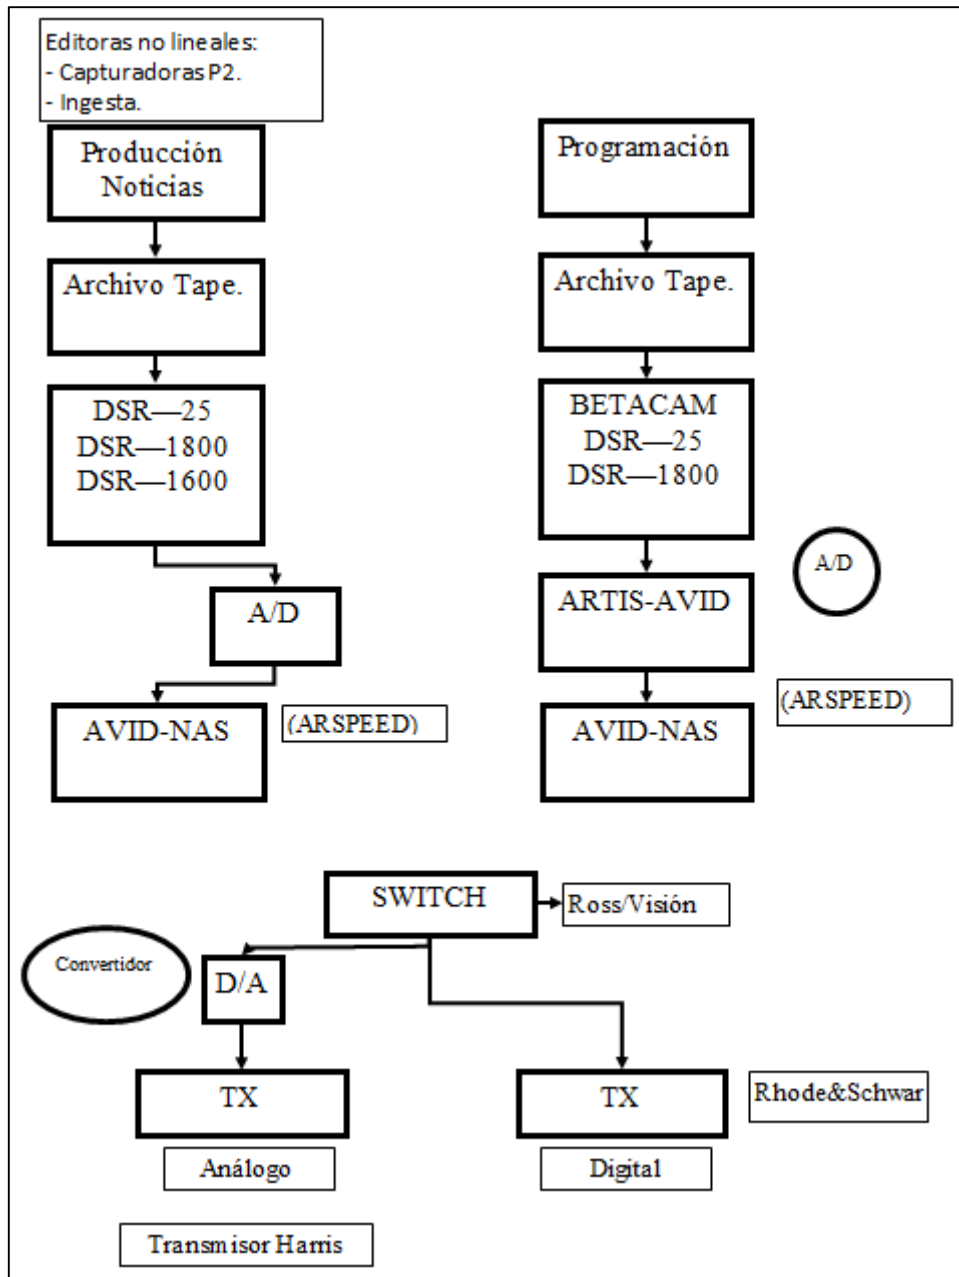 Editoras no lineales:
- Capturadoras P2.
- Ingesta.
Producción
Noticias
Archivo Tape.
DSR—25
DSR—1800
DSR—1600
A/D
AVID-NAS
(ARSPEED)
Programación
Archivo Tape.
BETACAM
DSR—25
DSR—1800
A/D
ARTIS-AVID
(ARSPEED)
AVID-NAS
SWITCH
Ross/Visión
Convertidor
D/A
TX
TX
Rhode&Schwar
Análogo
Digital
Transmisor Harris